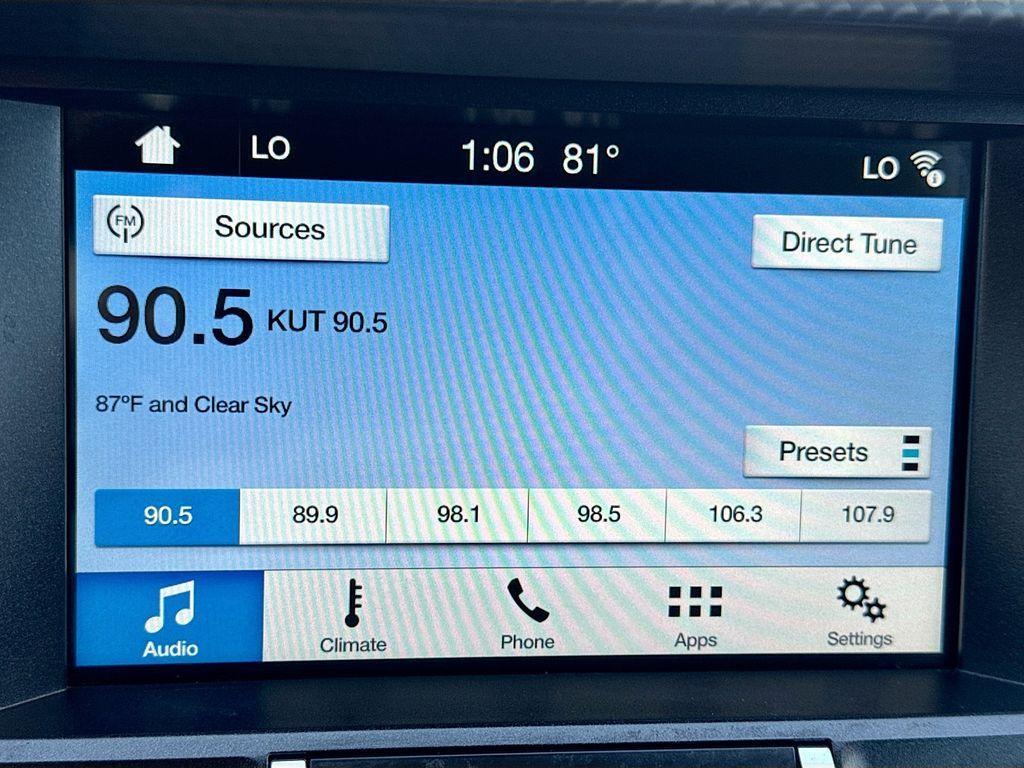 LO 1:06 81° LO
FM Sources
Direct Tune
90.5 KUT 90.5
87°F and Clear Sky
Presets
90.5 89.9 98.1 98.5 106.3 107.9
Audio Climate Phone Apps Settings